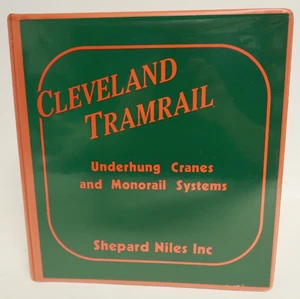 CLEVELAND
TRAMRAIL
Underhung Cranes
and Monorail Systems
Shepard Niles Inc